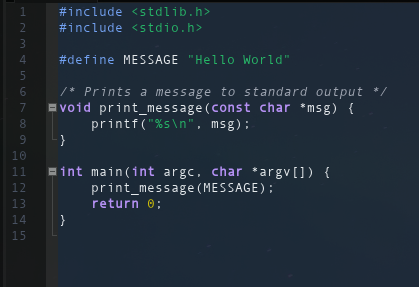 1 #include <stdlib.h>
2 #include <stdio.h>
3
4 #define MESSAGE "Hello World"
5
6 /* Prints a message to standard output */
7 void print_message(const char *msg) {
8     printf("%s\n", msg);
9 }
10
11 int main(int argc, char *argv[]) {
12     print_message(MESSAGE);
13     return 0;
14 }
15